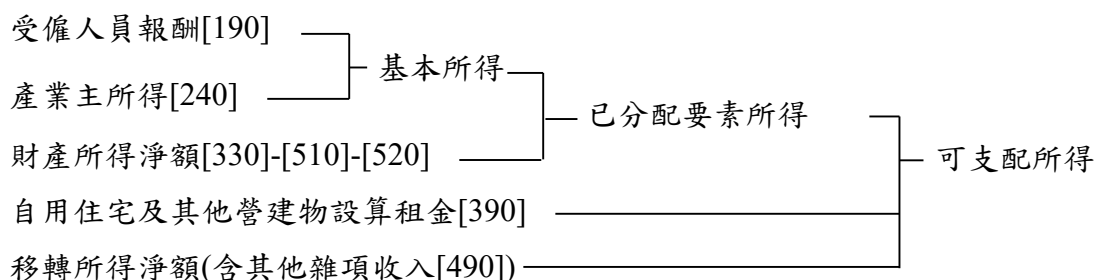 受僱人員報酬[190]
基本所得
產業主所得[240]
已分配要素所得
財產所得淨額[330]-[510]-[520]
可支配所得
自用住宅及其他營建物設算租金[390]
移轉所得淨額(含其他雜項收入[490])